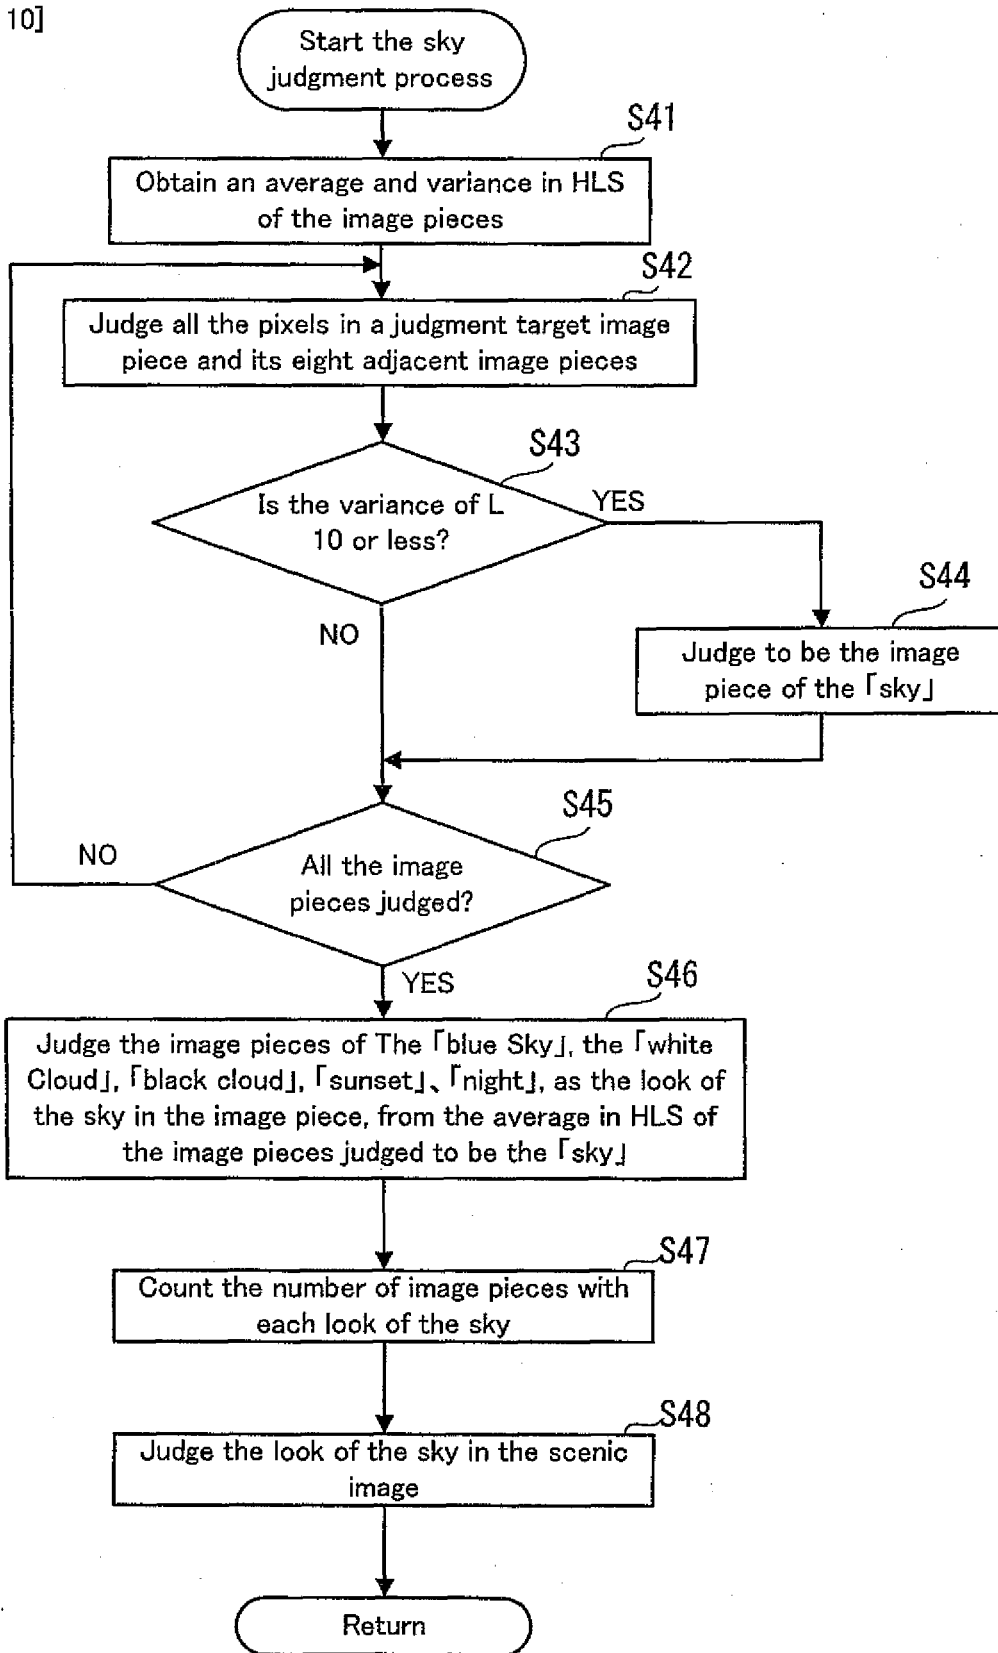 10]
Start the sky
judgment process
S41
Obtain an average and variance in HLS
of the image pieces
S42
Judge all the pixels in a judgment target image
piece and its eight adjacent image pieces
S43
Is the variance of L
10 or less?
YES
NO
S44
Judge to be the image
piece of the「sky」
S45
All the image
pieces judged?
NO
YES
S46
Judge the image pieces of The「blue Sky」, the「white
Cloud」,「black cloud」,「sunset」、「night」, as the look of
the sky in the image piece, from the average in HLS of
the image pieces judged to be the「sky」
S47
Count the number of image pieces with
each look of the sky
S48
Judge the look of the sky in the scenic
image
Return